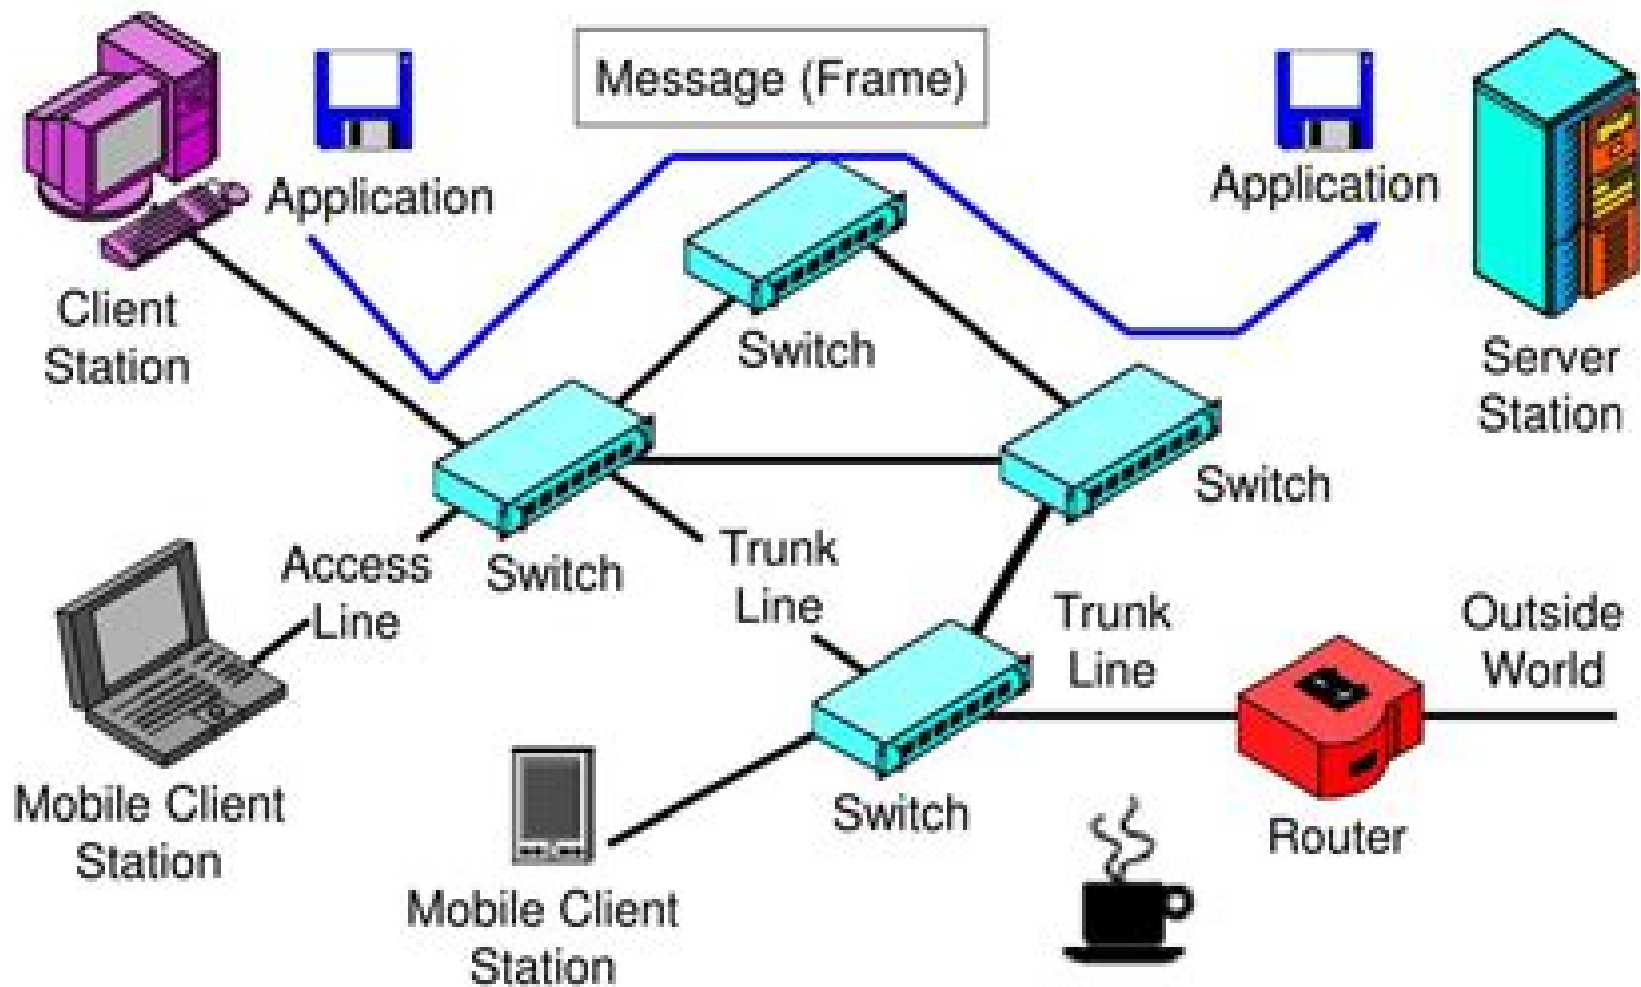 Message (Frame)
Application
Application
Client
Station
Switch
Server
Station
Switch
Access
Line
Switch
Trunk
Line
Trunk
Line
Outside
World
Mobile Client
Station
Switch
Router
Mobile Client
Station